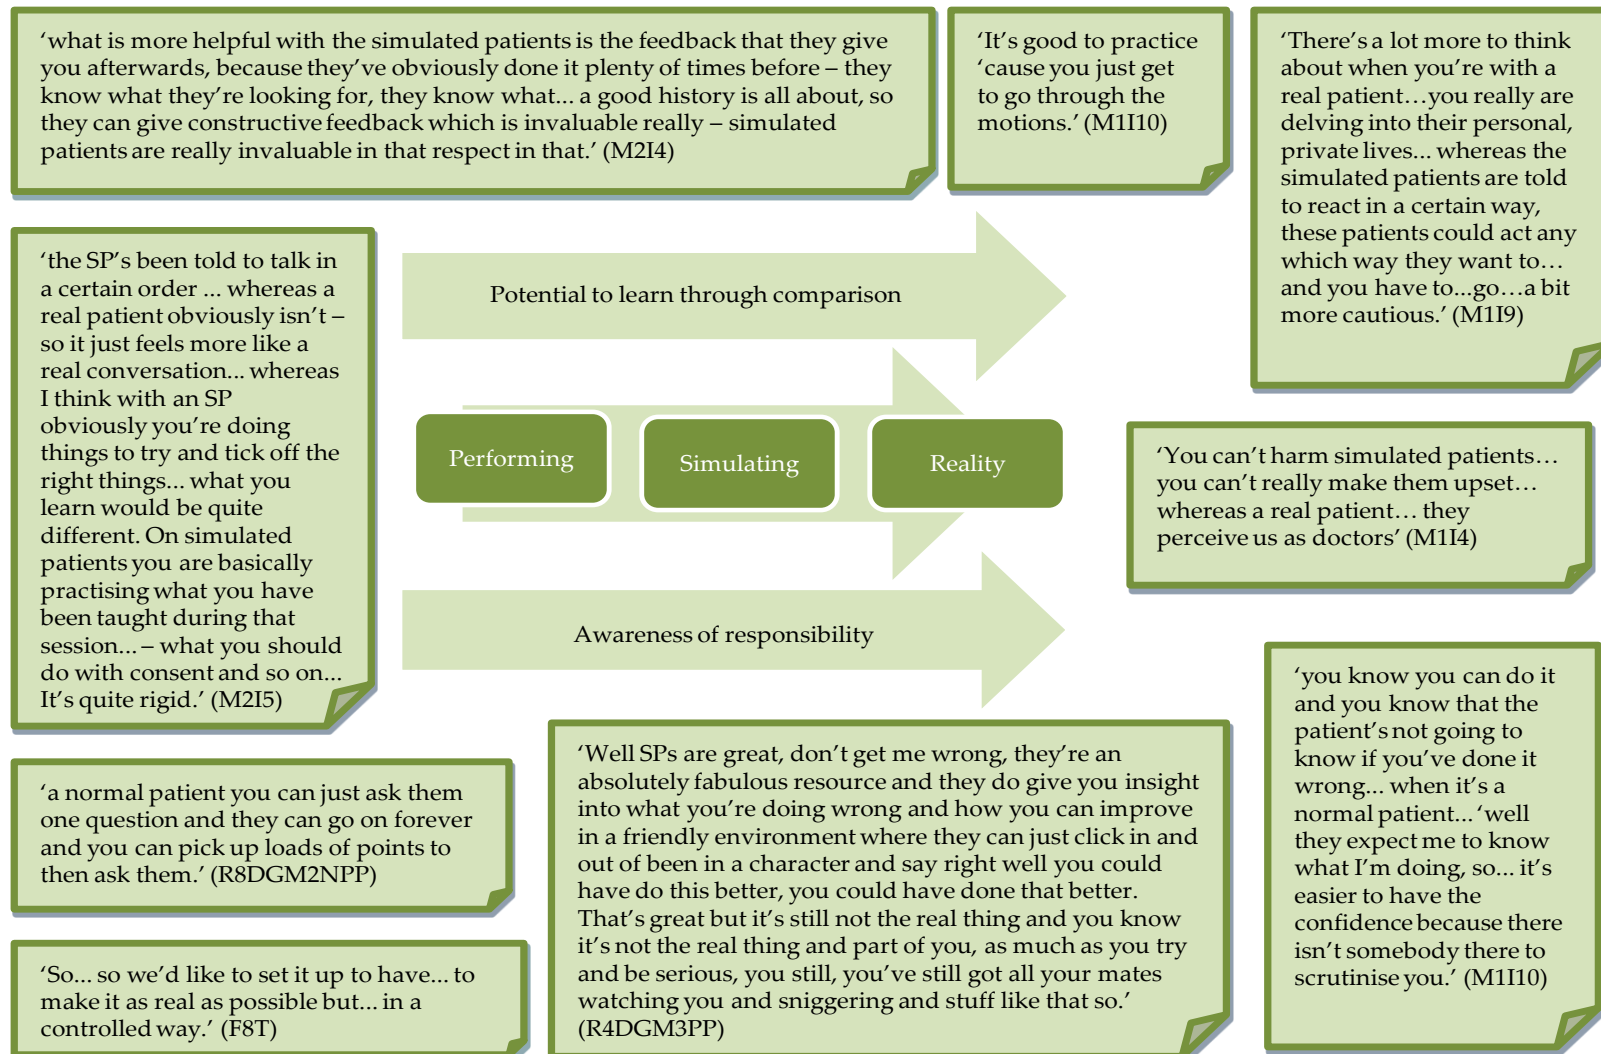 ‘what is more helpful with the simulated patients is the feedback that they give
you afterwards, because they’ve obviously done it plenty of times before – they
know what they’re looking for, they know what... a good history is all about, so
they can give constructive feedback which is invaluable really – simulated
patients are really invaluable in that respect in that.’ (M2I4)
‘It’s good to practice
‘cause you just get
to go through the
motions.’ (M1I10)
‘There’s a lot more to think
about when you’re with a
real patient…you really are
delving into their personal,
private lives... whereas the
simulated patients are told
to react in a certain way,
these patients could act any
which way they want to…
and you have to...go…a bit
more cautious.’ (M1I9)
‘the SP’s been told to talk in
a certain order ... whereas a
real patient obviously isn’t –
so it just feels more like a
real conversation... whereas
I think with an SP
obviously you’re doing
things to try and tick off the
right things... what you
learn would be quite
different. On simulated
patients you are basically
practising what you have
been taught during that
session... – what you should
do with consent and so on...
It’s quite rigid.’ (M2I5)
Potential to learn through comparison
Performing
Simulating
Reality
Awareness of responsibility
‘You can’t harm simulated patients…
you can’t really make them upset…
whereas a real patient… they
perceive us as doctors’ (M1I4)
‘a normal patient you can just ask them
one question and they can go on forever
and you can pick up loads of points to
then ask them.’ (R8DGM2NPP)
‘So... so we’d like to set it up to have... to
make it as real as possible but... in a
controlled way.’ (F8T)
‘Well SPs are great, don’t get me wrong, they’re an
absolutely fabulous resource and they do give you insight
into what you’re doing wrong and how you can improve
in a friendly environment where they can just click in and
out of been in a character and say right well you could
have do this better, you could have done that better.
That’s great but it’s still not the real thing and you know
it’s not the real thing and part of you, as much as you try
and be serious, you still, you’ve still got all your mates
watching you and sniggering and stuff like that so.’
(R4DGM3PP)
‘you know you can do it
and you know that the
patient’s not going to
know if you’ve done it
wrong... when it’s a
normal patient... ‘well
they expect me to know
what I’m doing, so... it’s
easier to have the
confidence because there
isn’t somebody there to
scrutinise you.’ (M1I10)